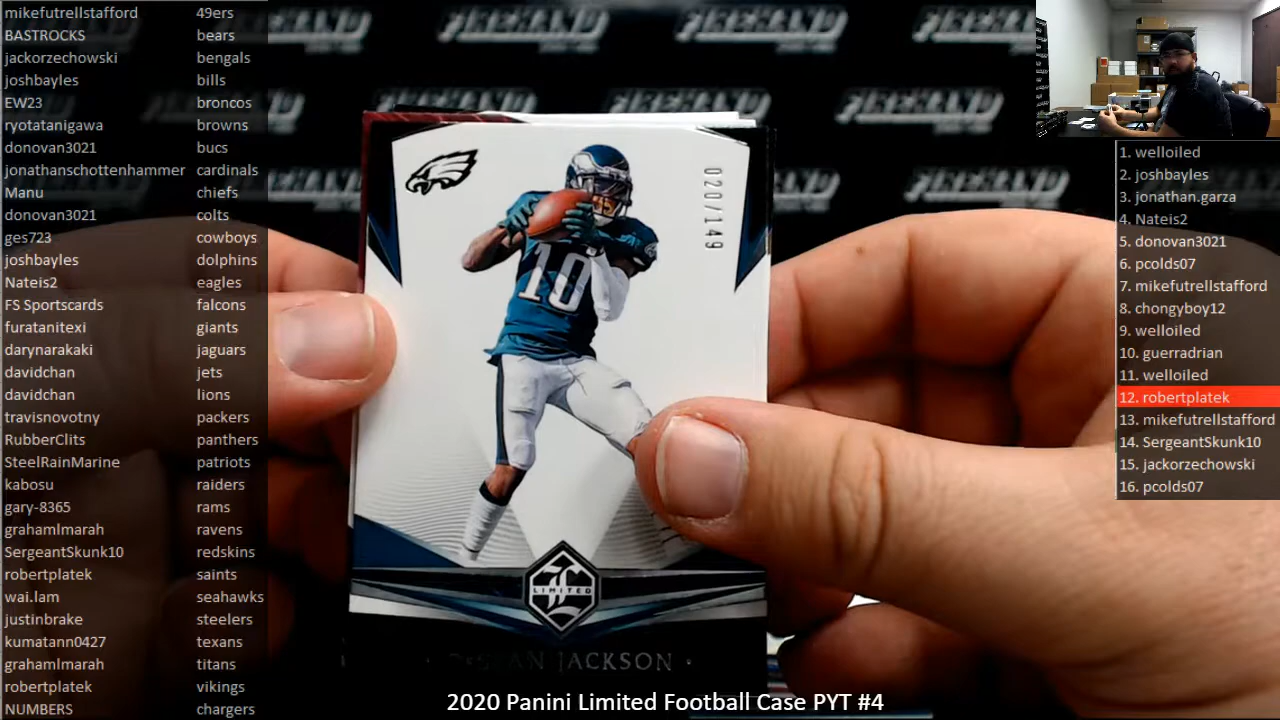 mikefutrellstafford 49ers
BASTROCKS bears
jackorzechowski bengals
joshbayles bills
EW23 broncos
ryotatanigawa browns
donovan3021 bucs
jonathanschottenhammer cardinals
Manu chiefs
donovan3021 colts
ges723 cowboys
joshbayles dolphins
Nateis2 eagles
FS Sportscards falcons
furatanitexi giants
darynarakaki jaguars
davidchan jets
davidchan lions
travisnovotny packers
RubberClits panthers
SteelRainMarine patriots
kabosu raiders
gary-8365 rams
grahamlmarah ravens
SergeantSkunk10 redskins
robertplatek saints
wai.lam seahawks
justinbrake steelers
kumatann0427 texans
grahamlmarah titans
robertplatek vikings
NUMBERS chargers
FIREHAND
FIREHAND
FIREHAND
FIREHAND
020/149
10
LIMITED
JACKSON
1. welloiled
2. joshbayles
3. jonathan.garza
4. Nateis2
5. donovan3021
6. pcolds07
7. mikefutrellstafford
8. chongyboy12
9. welloiled
10. guerradrian
11. welloiled
12. robertplatek
13. mikefutrellstafford
14. SergeantSkunk10
15. jackorzechowski
16. pcolds07
2020 Panini Limited Football Case PYT #4